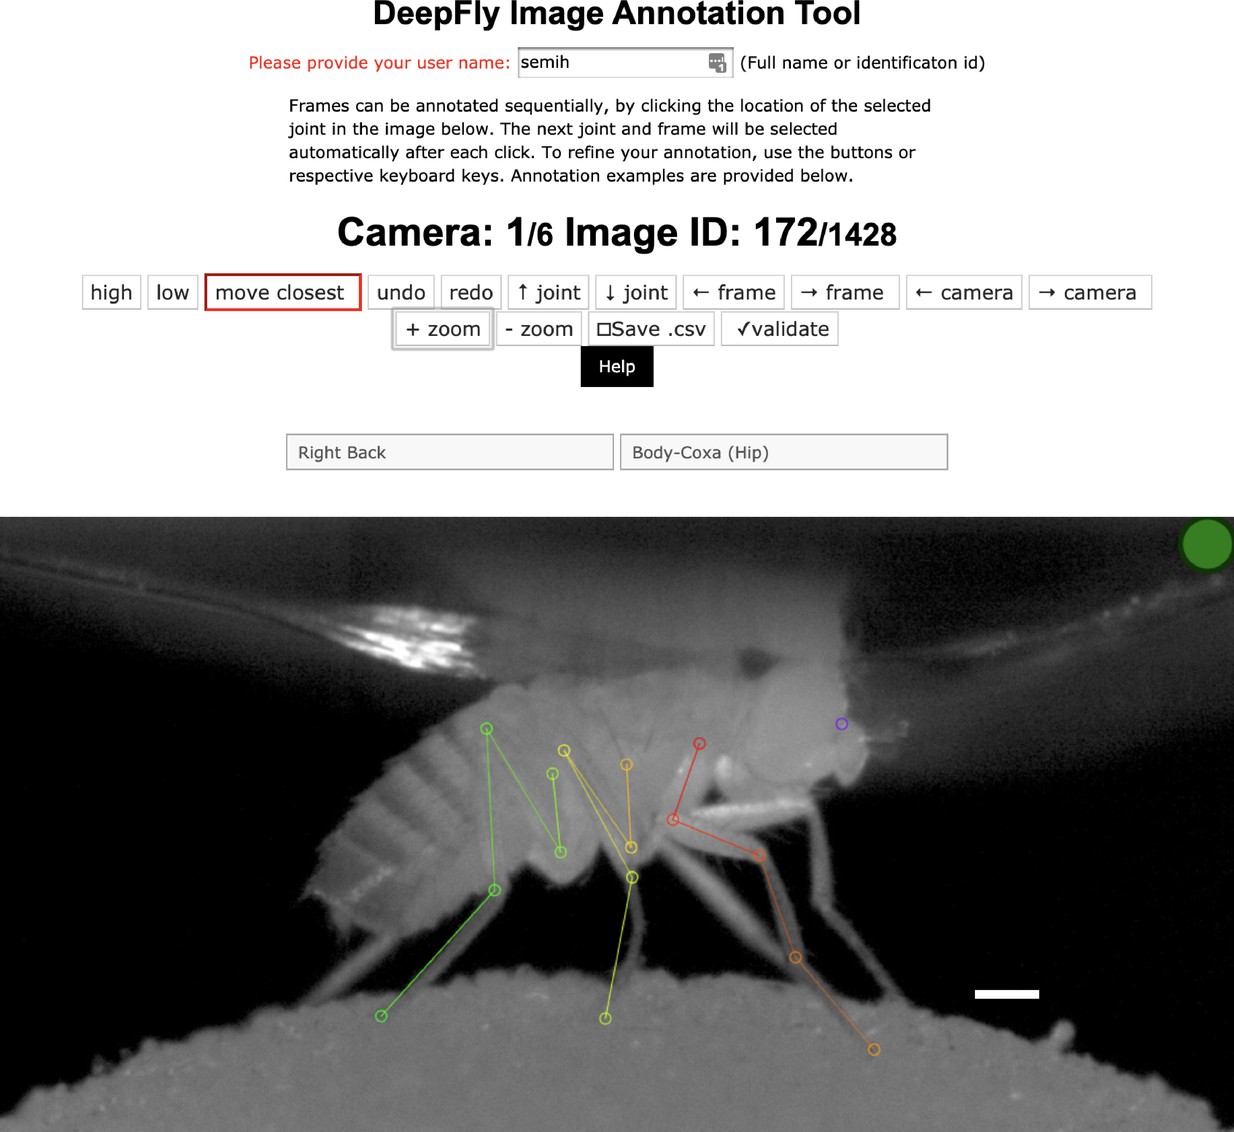 DeepFly Image Annotation Tool
Please provide your user name: semih (Full name or identificaton id)
Frames can be annotated sequentially, by clicking the location of the selected
joint in the image below. The next joint and frame will be selected
automatically after each click. To refine your annotation, use the buttons or
respective keyboard keys. Annotation examples are provided below.
Camera: 1/6 Image ID: 172/1428
high low move closest undo redo ↑ joint ↓ joint ← frame → frame ← camera → camera
+ zoom - zoom □Save .csv ✓validate
Help
Right Back Body-Coxa (Hip)